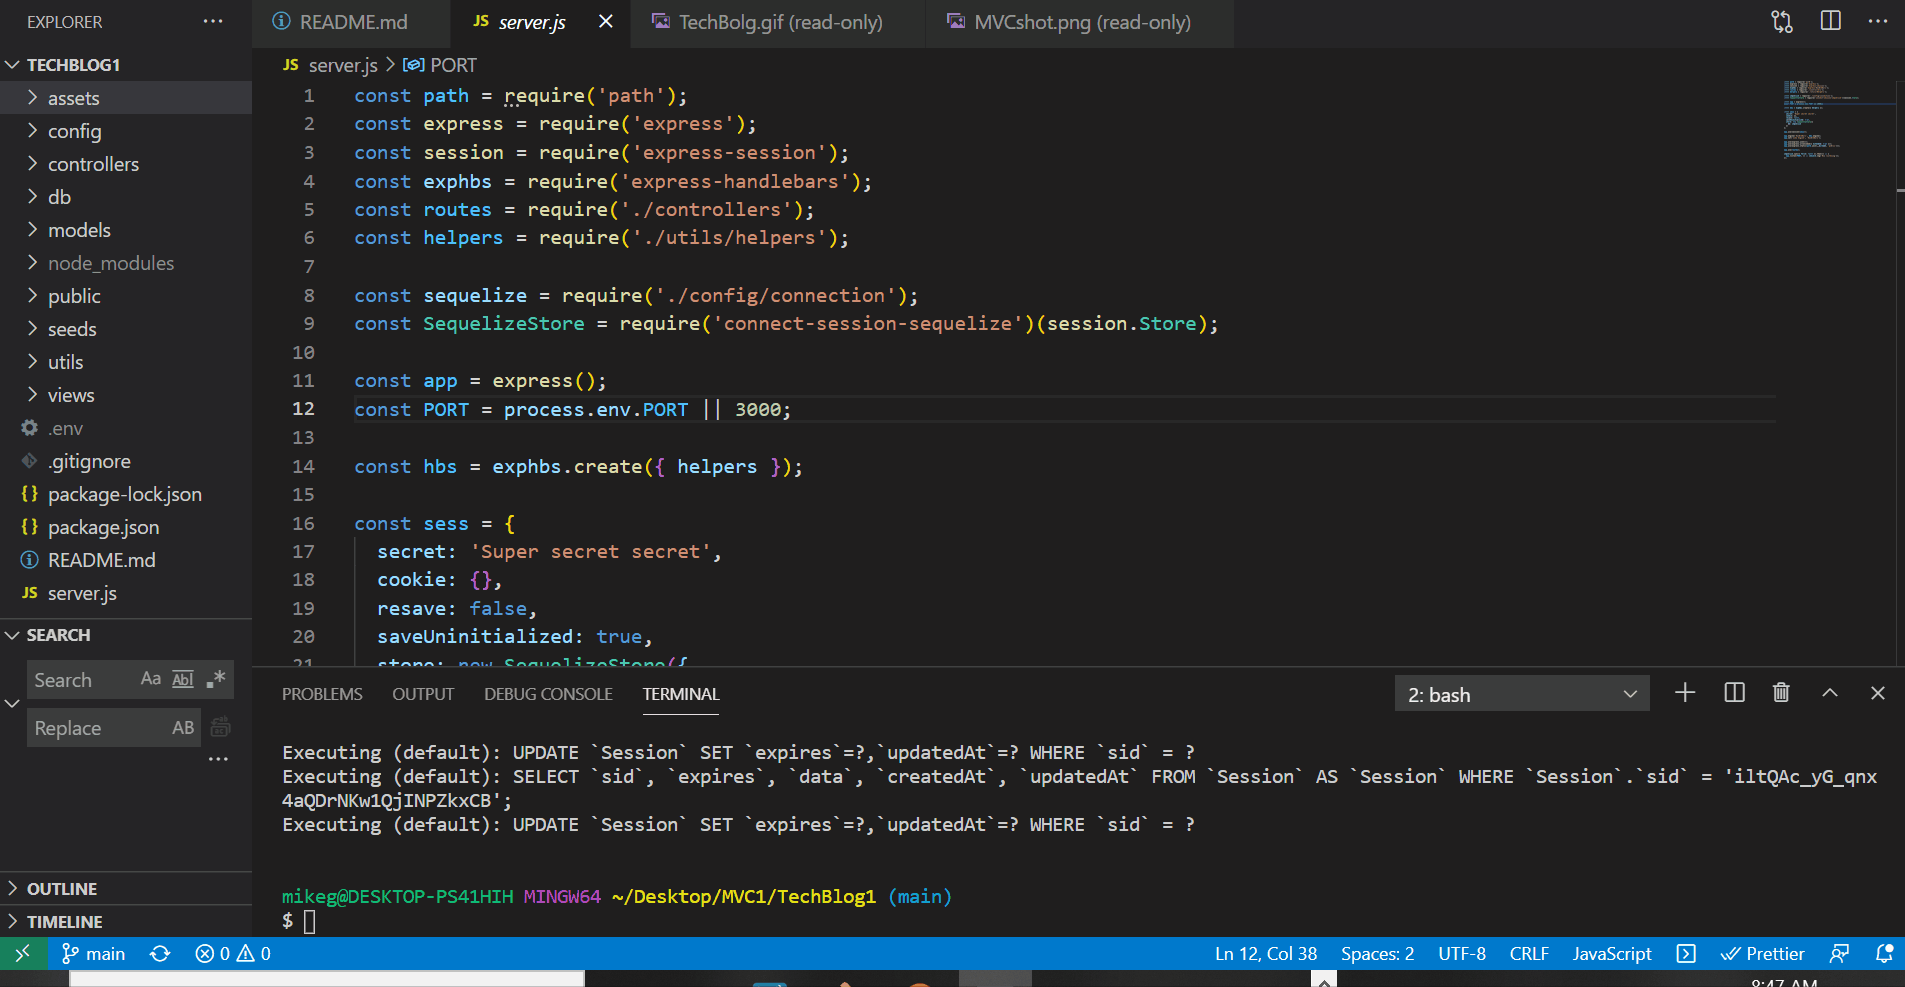 EXPLORER ···
README.md
JS server.js
TechBolg.gif (read-only)
MVCshot.png (read-only)
TECHBLOG1
assets
config
controllers
db
models
node_modules
public
seeds
utils
views
.env
.gitignore
{} package-lock.json
{} package.json
README.md
JS server.js
SEARCH
Search Aa Abl .*
Replace AB
···
OUTLINE
TIMELINE
JS server.js > PORT
1 const path = require('path');
2 const express = require('express');
3 const session = require('express-session');
4 const exphbs = require('express-handlebars');
5 const routes = require('./controllers');
6 const helpers = require('./utils/helpers');
7
8 const sequelize = require('./config/connection');
9 const SequelizeStore = require('connect-session-sequelize')(session.Store);
10
11 const app = express();
12 const PORT = process.env.PORT || 3000;
13
14 const hbs = exphbs.create({ helpers });
15
16 const sess = {
17 secret: 'Super secret secret',
18 cookie: {},
19 resave: false,
20 saveUninitialized: true,
21 store: new SequelizeStore({
PROBLEMS OUTPUT DEBUG CONSOLE TERMINAL 2: bash
Executing (default): UPDATE `Session` SET `expires`=?,`updatedAt`=? WHERE `sid` = ?
Executing (default): SELECT `sid`, `expires`, `data`, `createdAt`, `updatedAt` FROM `Session` AS `Session` WHERE `Session`.`sid` = 'iltQAc_yG_qnx
4aQDrNKw1QjINPZkxCB';
Executing (default): UPDATE `Session` SET `expires`=?,`updatedAt`=? WHERE `sid` = ?
mikeg@DESKTOP-PS41HIH MINGW64 ~/Desktop/MVC1/TechBlog1 (main)
$
main 0 0 Ln 12, Col 38 Spaces: 2 UTF-8 CRLF JavaScript Prettier
8:47 AM